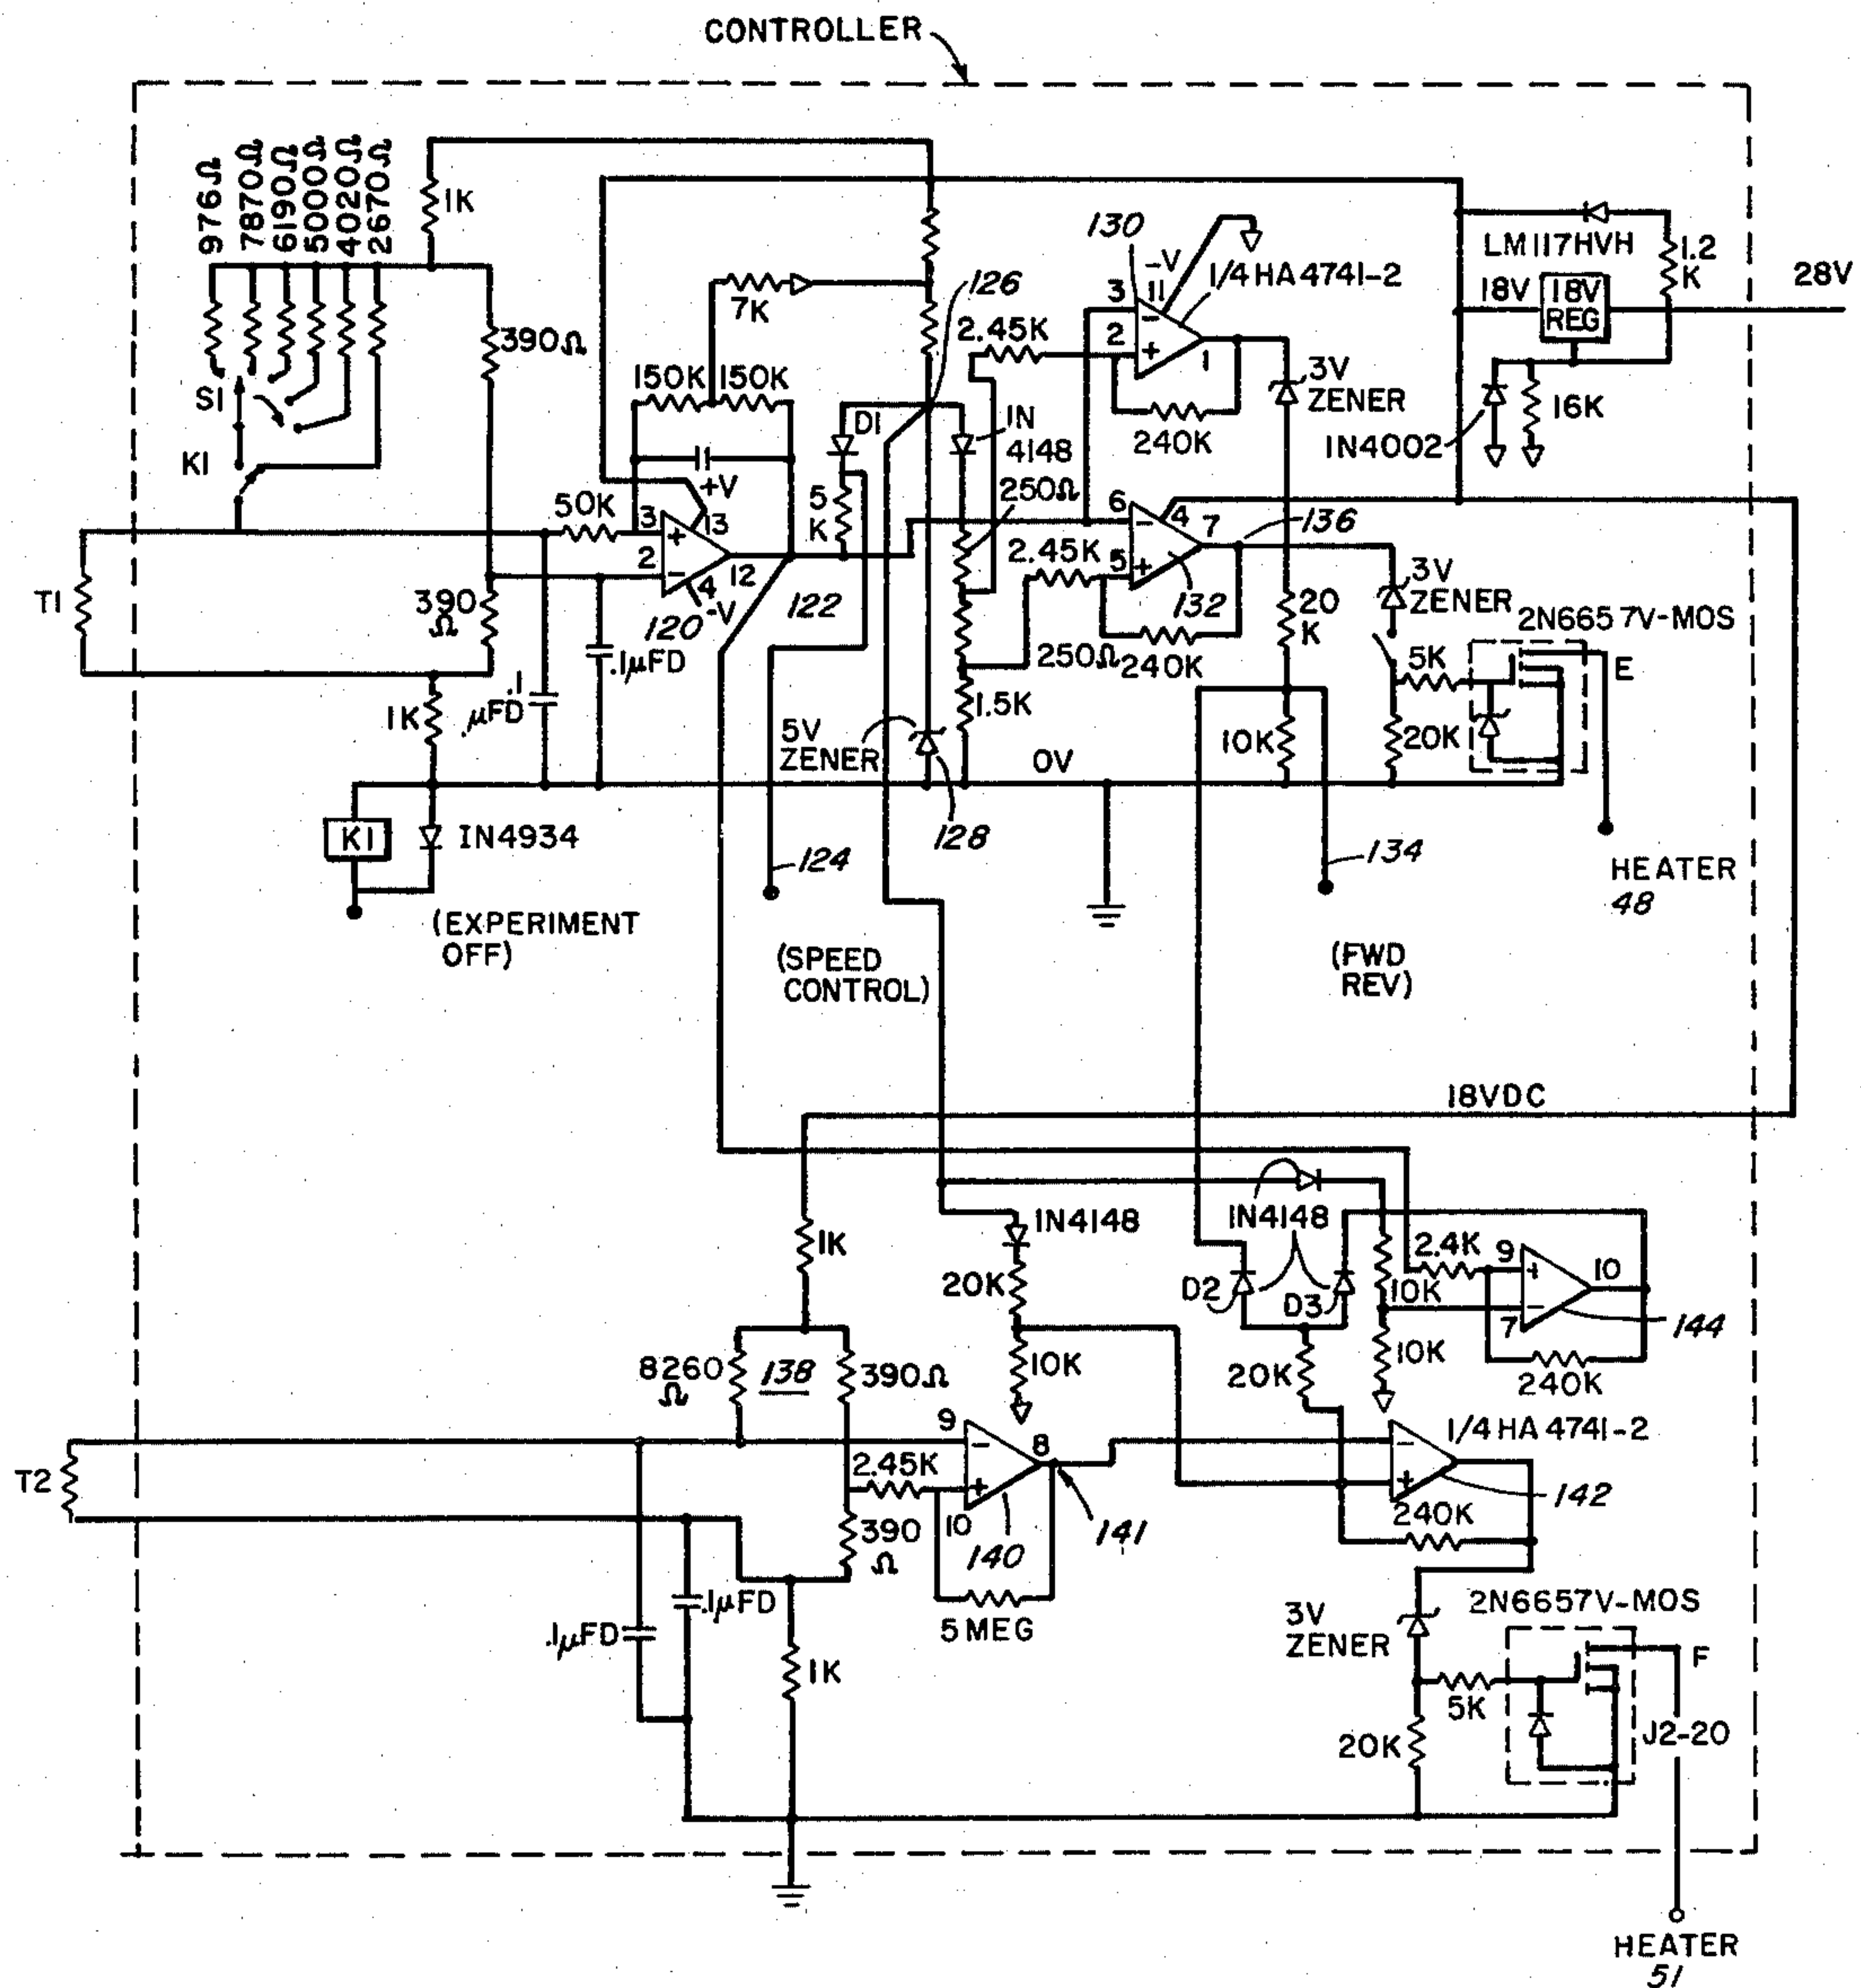 CONTROLLER
976Ω
7870Ω
6190Ω
5000Ω
4020Ω
2670Ω
1K
390Ω
7K
126
130
-V
11
1/4 HA 4741-2
LM117HVH
1.2
K
18V
18V
REG
28V
3
2
1
2.45K
3V
ZENER
240K
IN4002
16K
S1
K1
150K
150K
D1
IN
4148
250Ω
5
K
+V
13
50K
3
2
12
4
-V
120
122
6
4
7
136
2.45K
5
132
T1
390
Ω
.1μFD
.1
μFD
1K
250Ω
240K
1.5K
20
K
3V
ZENER
2N6657V-MOS
5K
E
5V
ZENER
10K
20K
0V
K1
IN4934
124
128
134
HEATER
48
(EXPERIMENT
OFF)
(SPEED
CONTROL)
(FWD
REV)
18VDC
1K
1N4148
1N4148
20K
2.4K
9
10
D2
D3
10K
7
144
8260
Ω
138
390Ω
10K
20K
10K
240K
9
8
1/4 HA 4741-2
T2
2.45K
10
140
141
142
390
Ω
240K
.1μFD
.1μFD
5 MEG
1K
3V
ZENER
2N6657V-MOS
F
5K
J2-20
20K
HEATER
51